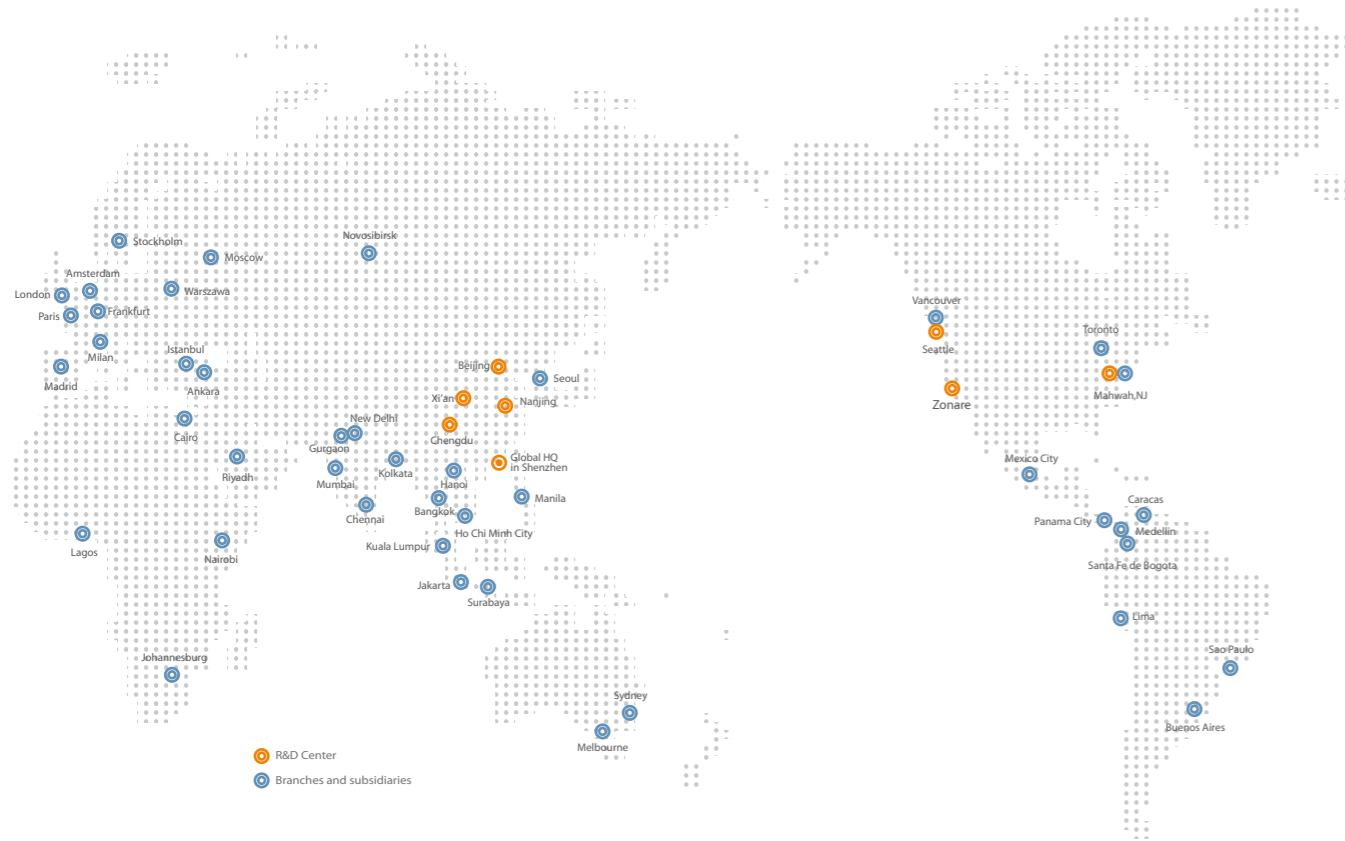 Stockholm
Moscow
Novosibirsk
Amsterdam
London
Warszawa
Paris
Frankfurt
Milan
Madrid
Istanbul
Ankara
Cairo
Riyadh
Lagos
Nairobi
Johannesburg
New Delhi
Gurgaon
Mumbai
Kolkata
Chennai
Beijing
Seoul
Xi'an
Nanjing
Chengdu
Global HQ
in Shenzhen
Hanoi
Bangkok
Manila
Ho Chi Minh City
Kuala Lumpur
Jakarta
Surabaya
Sydney
Melbourne
Vancouver
Seattle
Zonare
Toronto
Mahwah,NJ
Mexico City
Caracas
Panama City
Medellin
Santa Fe de Bogota
Lima
Sao Paulo
Buenos Aires
R&D Center
Branches and subsidiaries